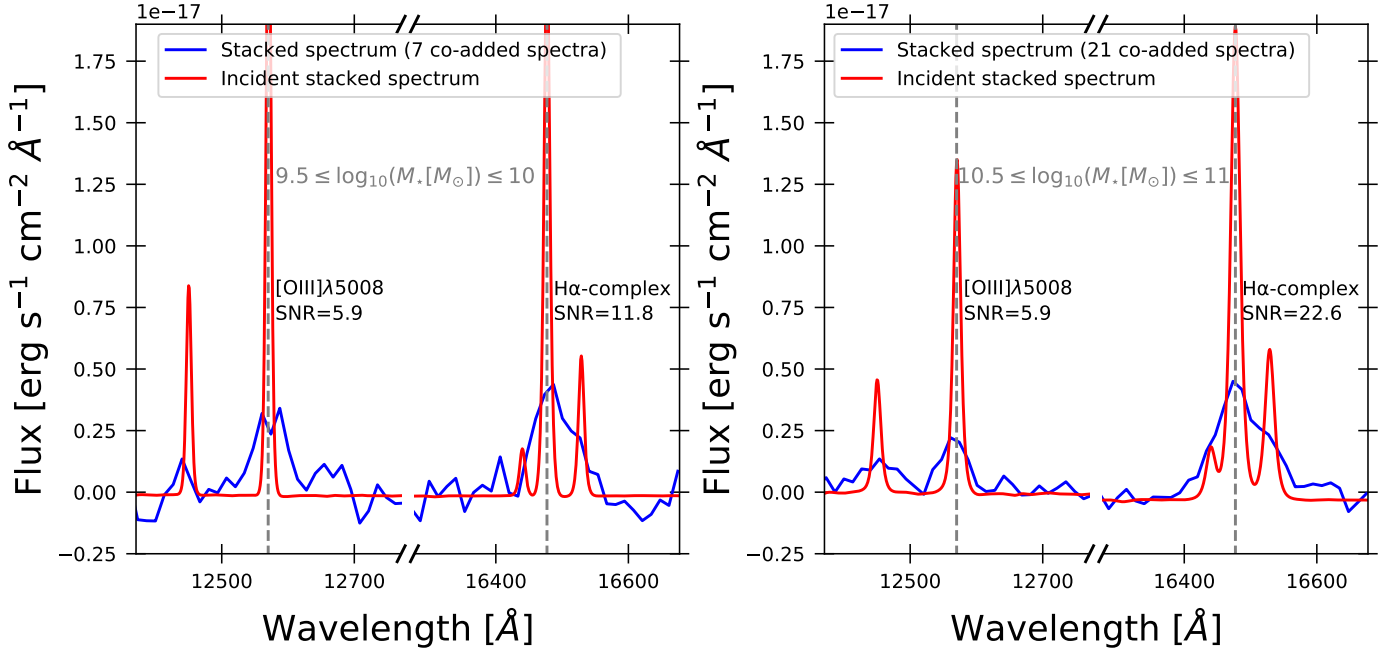 1e−17
Stacked spectrum (7 co-added spectra)
Incident stacked spectrum
9.5 ≤ log₁₀(M⋆[M⊙]) ≤ 10
[OIII]λ5008
SNR=5.9
Hα-complex
SNR=11.8
1.75
1.50
1.25
1.00
0.75
0.50
0.25
0.00
−0.25
12500
12700
16400
16600
Flux [erg s⁻¹ cm⁻² Å⁻¹]
Wavelength [Å]
1e−17
Stacked spectrum (21 co-added spectra)
Incident stacked spectrum
10.5 ≤ log₁₀(M⋆[M⊙]) ≤ 11
[OIII]λ5008
SNR=5.9
Hα-complex
SNR=22.6
1.75
1.50
1.25
1.00
0.75
0.50
0.25
0.00
−0.25
12500
12700
16400
16600
Flux [erg s⁻¹ cm⁻² Å⁻¹]
Wavelength [Å]